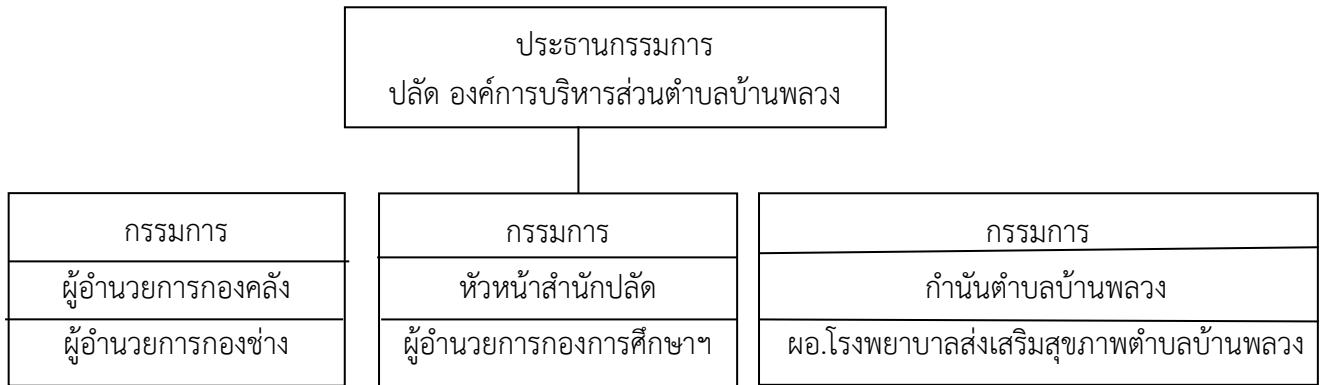 ประธานกรรมการ
ปลัด องค์การบริหารส่วนตำบลบ้านพลวง
กรรมการ
ผู้อำนวยการกองคลัง
ผู้อำนวยการกองช่าง
กรรมการ
หัวหน้าสำนักปลัด
ผู้อำนวยการกองการศึกษาฯ
กรรมการ
กำนันตำบลบ้านพลวง
ผอ.โรงพยาบาลส่งเสริมสุขภาพตำบลบ้านพลวง